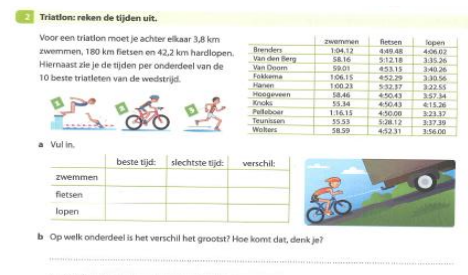 2 Triatlon: reken de tijden uit.
Voor een triatlon moet je achter elkaar 3,8 km
zwemmen, 180 km fietsen en 42,2 km hardlopen.
Hiernaast zie je de tijden per onderdeel van de
10 beste triatleten van de wedstrijd.
zwemmen fietsen lopen
Brenders 1:04.12 4:49.48 4:06.02
Van den Berg 58.16 5:12.18 3:35.26
Van Doorn 59.01 4:53.15 3:40.26
Fokkema 1:06.15 4:52.29 3:30.56
Hanen 1:00.23 5:32.37 3:22.55
Hoogeveen 58.46 4:50.43 3:57.34
Knoks 55.34 4:50.43 4:15.26
Pelleboer 1:16.15 4:50.00 3:23.37
Teunissen 55.53 5:28.12 3:37.39
Wolters 58.59 4:52.31 3:56.00
a Vul in.
beste tijd: slechtste tijd: verschil:
zwemmen
fietsen
lopen
b Op welk onderdeel is het verschil het grootst? Hoe komt dat, denk je?